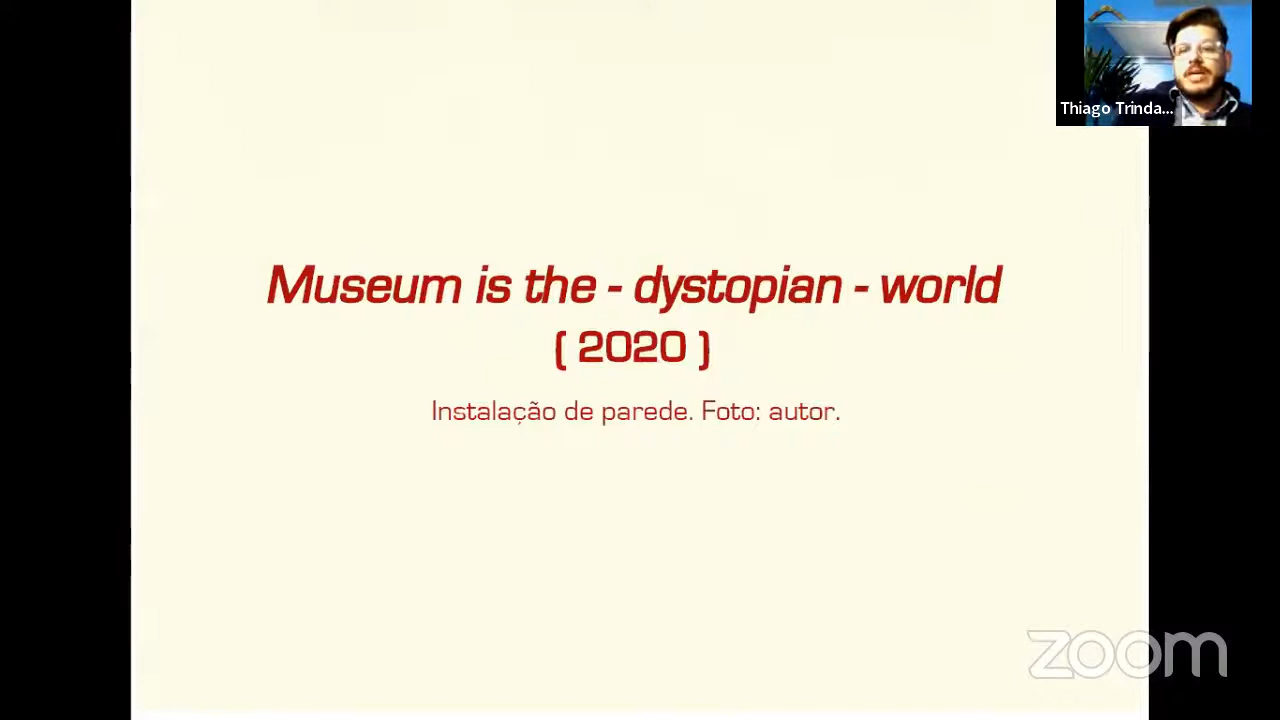 Thiago Trinda...
Museum is the - dystopian - world
( 2020 )
Instalação de parede. Foto: autor.
zoom